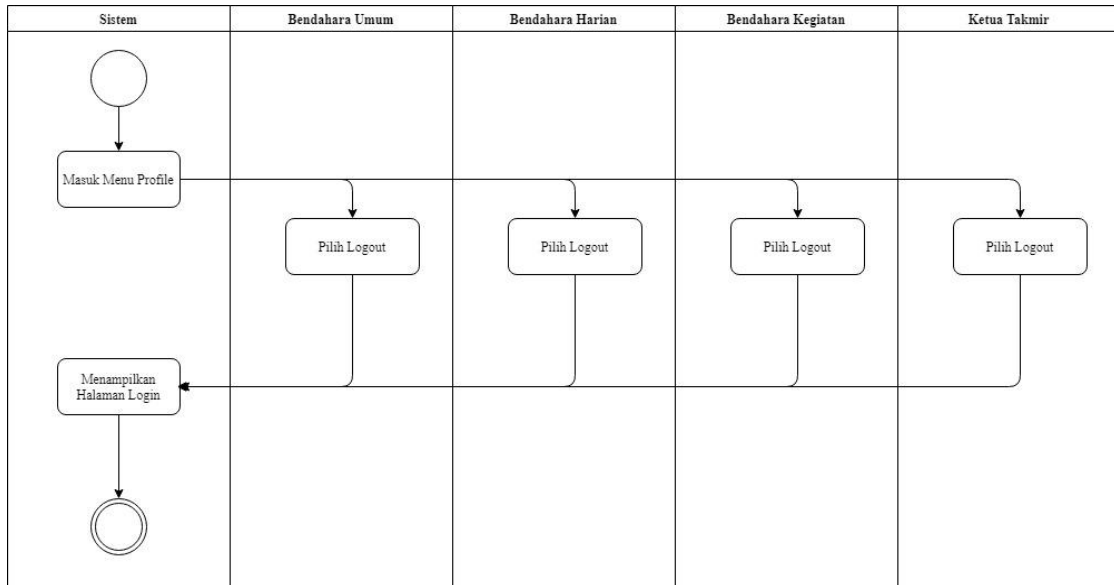 Sistem
Bendahara Umum
Bendahara Harian
Bendahara Kegiatan
Ketua Takmir
Masuk Menu Profile
Pilih Logout
Pilih Logout
Pilih Logout
Pilih Logout
Menampilkan
Halaman Login